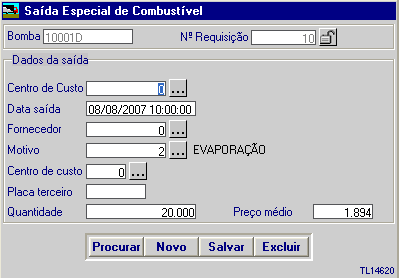 Saída Especial de Combustível
Bomba 10001D Nº Requisição 10
Dados da saída
Centro de Custo 0 ...
Data saída 08/08/2007 10:00:00
Fornecedor 0 ...
Motivo 2 ... EVAPORAÇÃO
Centro de custo 0 ...
Placa terceiro
Quantidade 20.000 Preço médio 1.894
Procurar Novo Salvar Excluir
TL14620